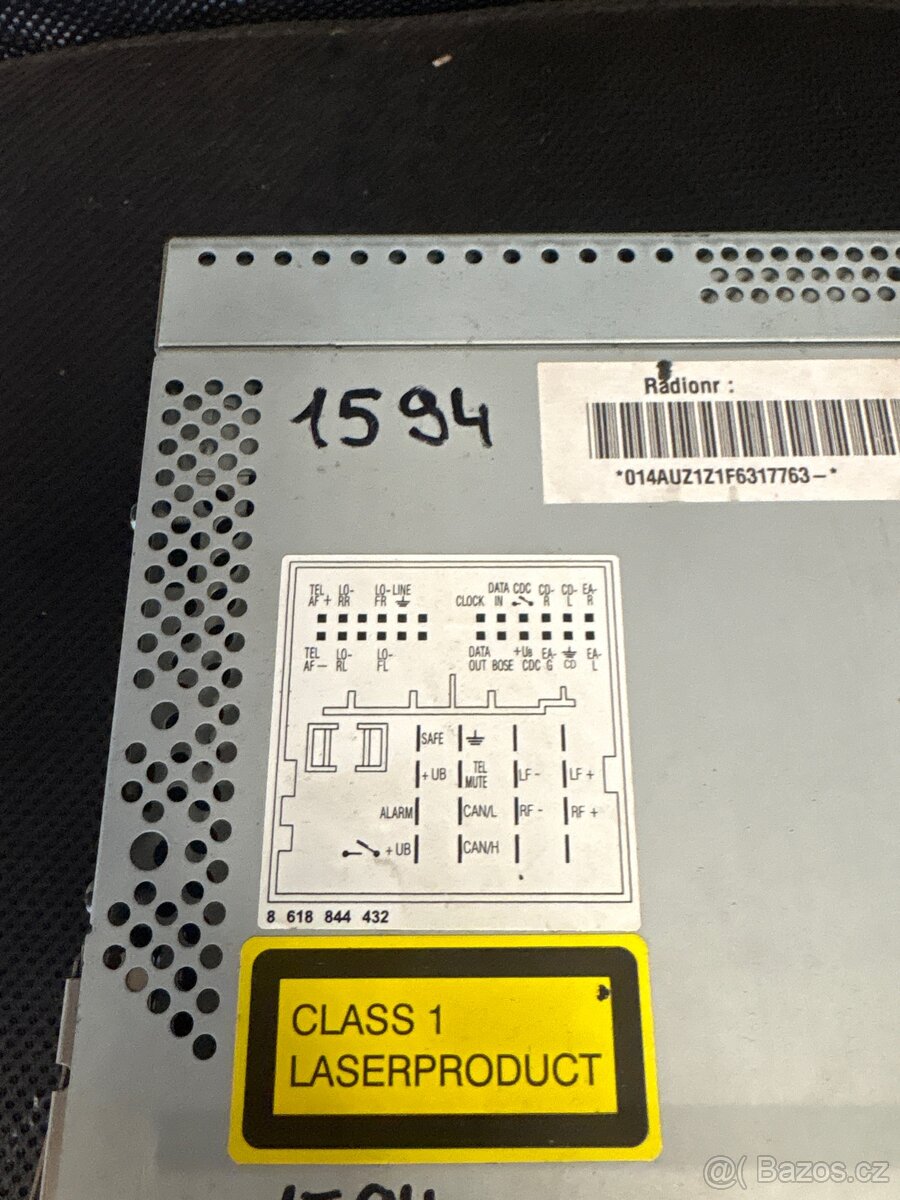 1594
Radionr :
*014AUZ1Z1F6317763-*
TEL LO- LO- LINE
AF + RR FR
DATA CDC CD- CD- EA-
CLOCK IN R L R
TEL LO- LO-
AF- RL FL
DATA +UB EA- EA-
OUT BOSE CDC G CD L
SAFE
+UB TEL MUTE LF - LF +
ALARM CAN/L RF - RF +
+UB CAN/H
8 618 844 432
CLASS 1
LASERPRODUCT
@( Bazos.cz